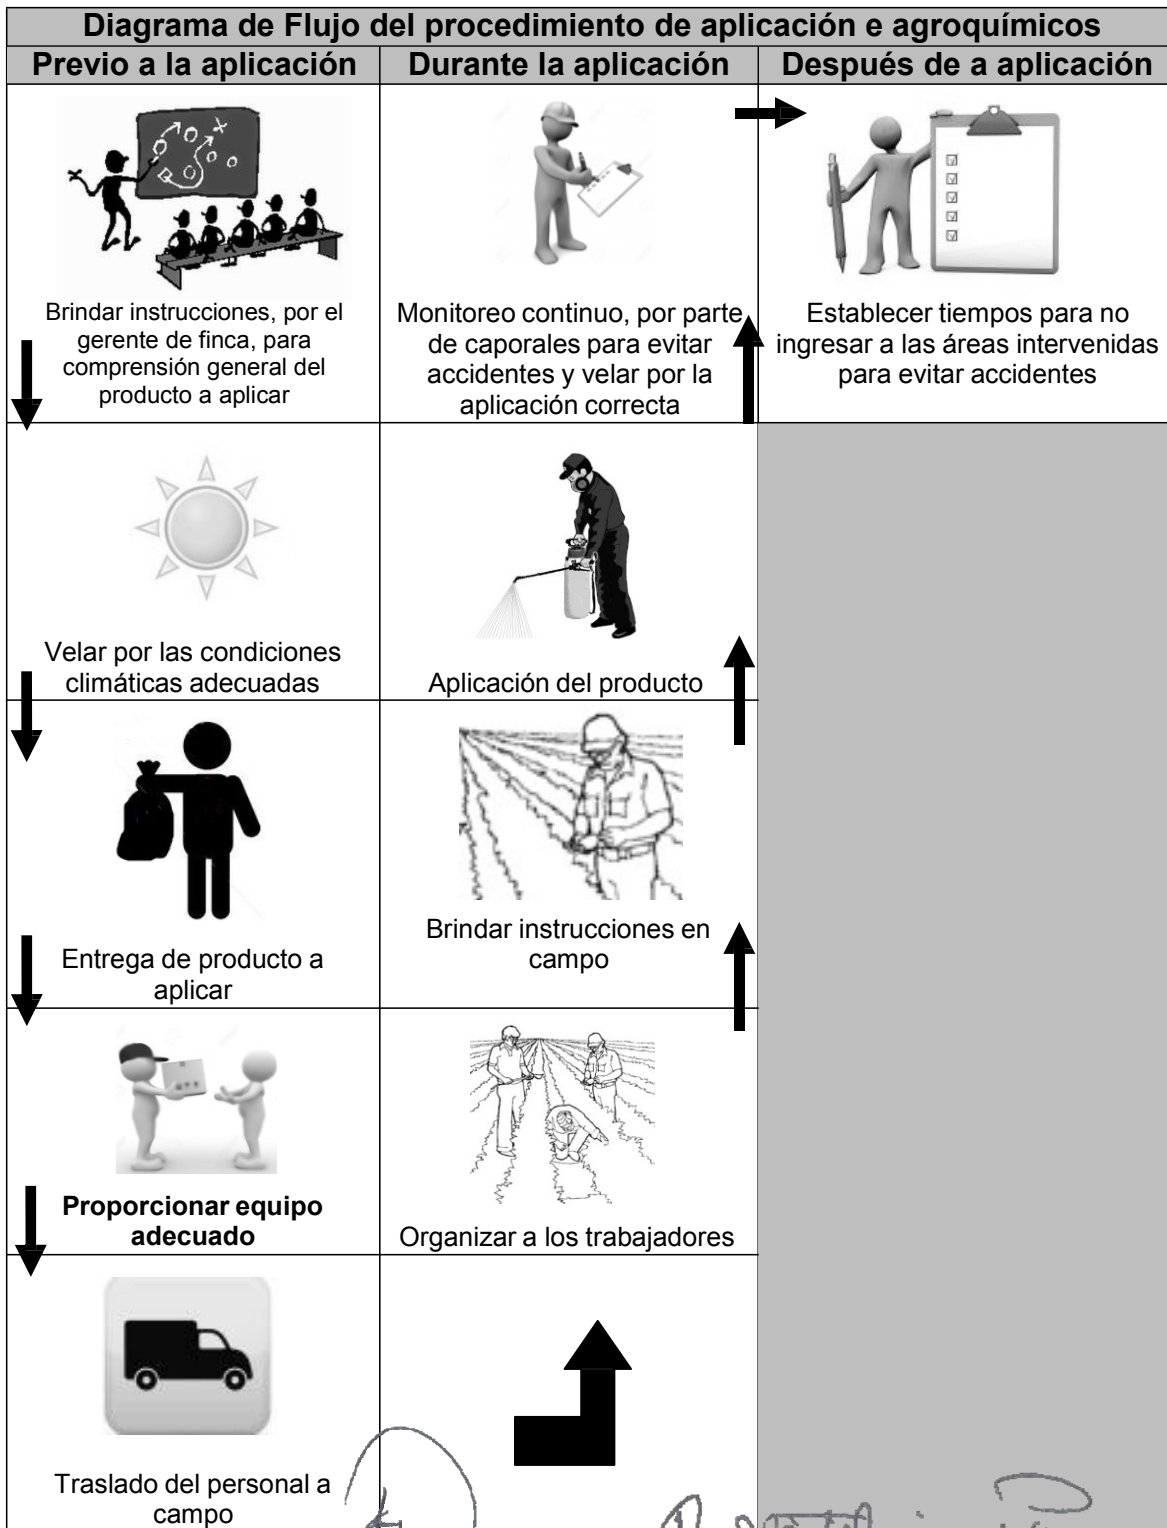 Diagrama de Flujo del procedimiento de aplicación e agroquímicos
Previo a la aplicación
Durante la aplicación
Después de a aplicación
Brindar instrucciones, por el
gerente de finca, para
comprensión general del
producto a aplicar
Monitoreo continuo, por parte
de caporales para evitar
accidentes y velar por la
aplicación correcta
Establecer tiempos para no
ingresar a las áreas intervenidas
para evitar accidentes
Velar por las condiciones
climáticas adecuadas
Aplicación del producto
Entrega de producto a
aplicar
Brindar instrucciones en
campo
Proporcionar equipo
adecuado
Organizar a los trabajadores
Traslado del personal a
campo